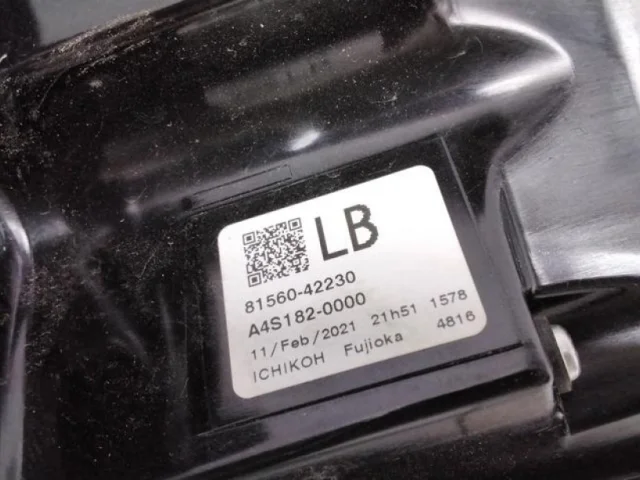 LB
81560-42230
A4S182-0000
11/Feb/2021 21h51 1578
ICHIKOH Fujioka 4816